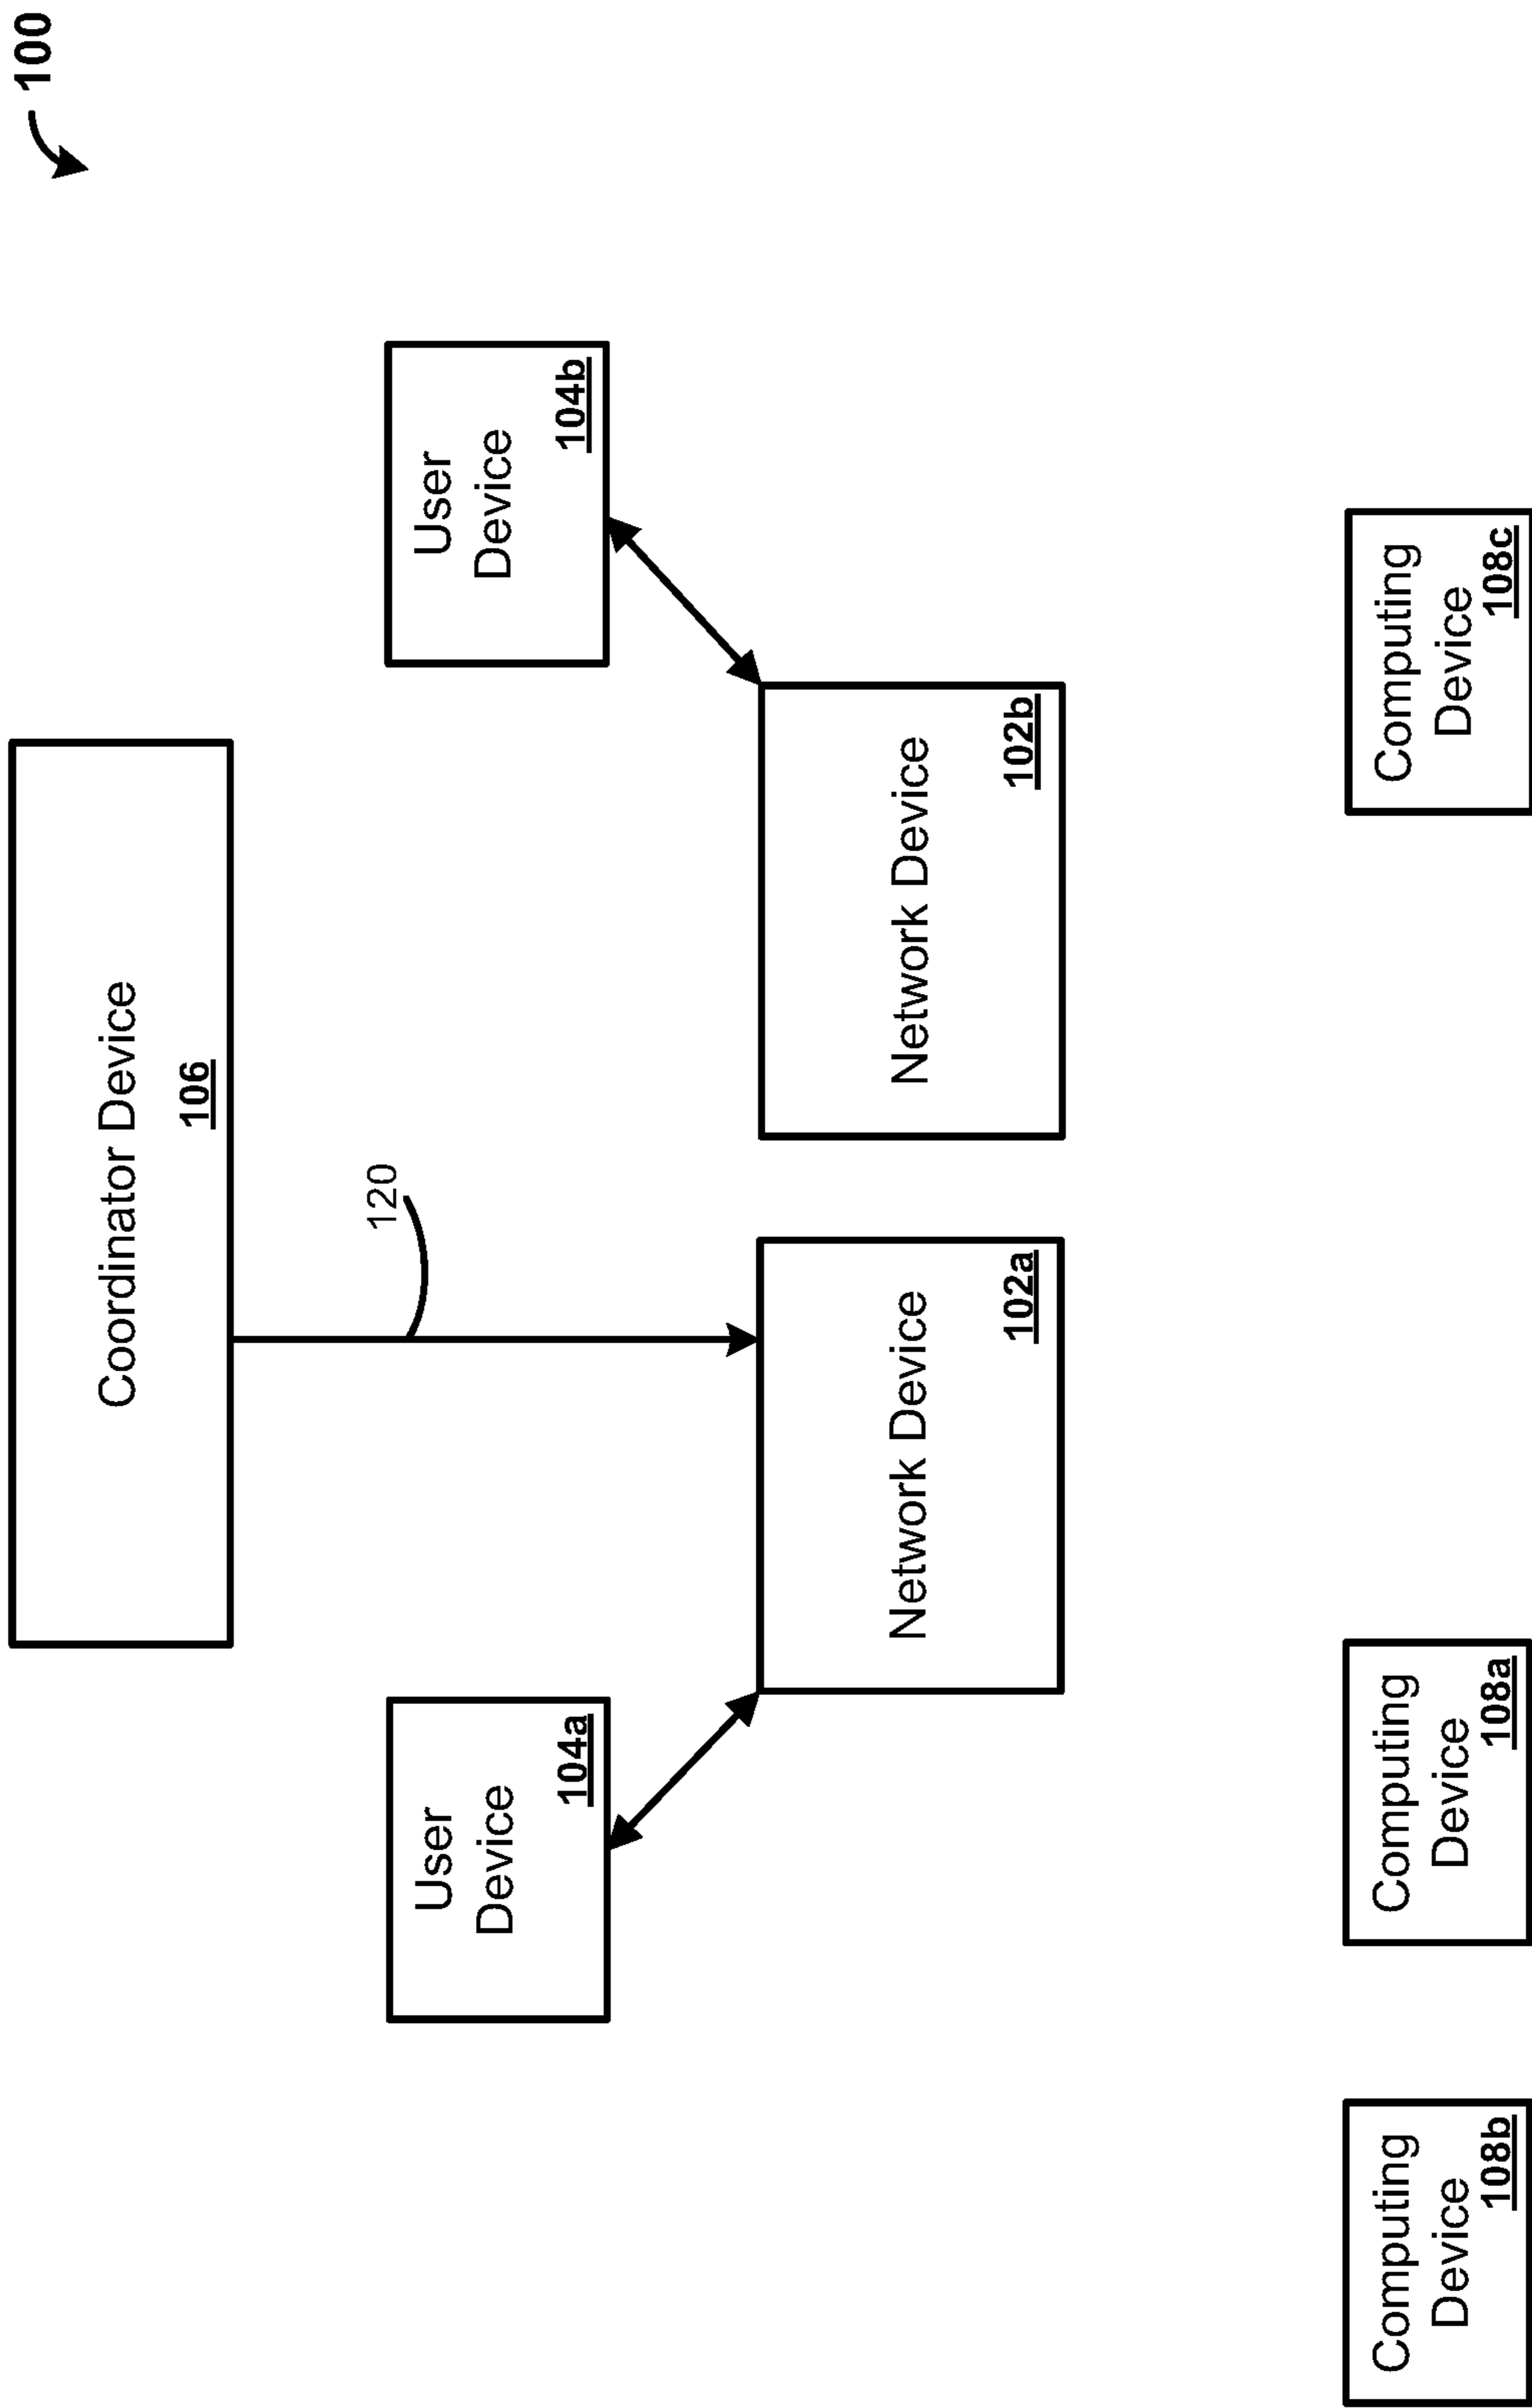 100
Coordinator Device
106
120
User
Device
104a
User
Device
104b
Network Device
102a
Network Device
102b
Computing
Device
108b
Computing
Device
108a
Computing
Device
108c